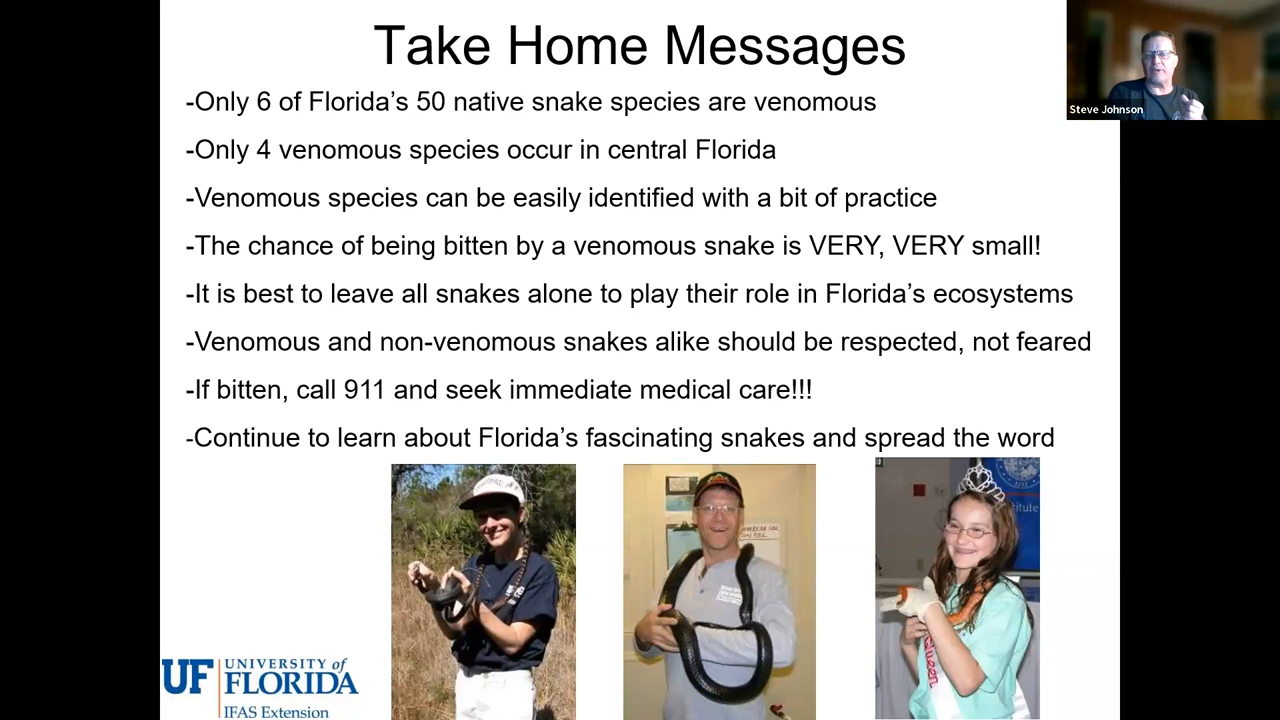 Take Home Messages
-Only 6 of Florida’s 50 native snake species are venomous
-Only 4 venomous species occur in central Florida
-Venomous species can be easily identified with a bit of practice
-The chance of being bitten by a venomous snake is VERY, VERY small!
-It is best to leave all snakes alone to play their role in Florida’s ecosystems
-Venomous and non-venomous snakes alike should be respected, not feared
-If bitten, call 911 and seek immediate medical care!!!
-Continue to learn about Florida’s fascinating snakes and spread the word
Steve Johnson
Queen
UF UNIVERSITY of
FLORIDA
IFAS Extension